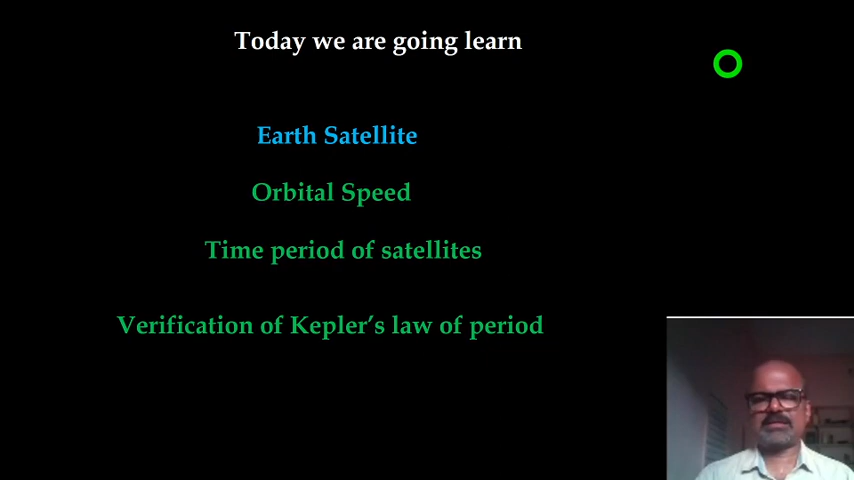 Today we are going learn
Earth Satellite
Orbital Speed
Time period of satellites
Verification of Kepler’s law of period